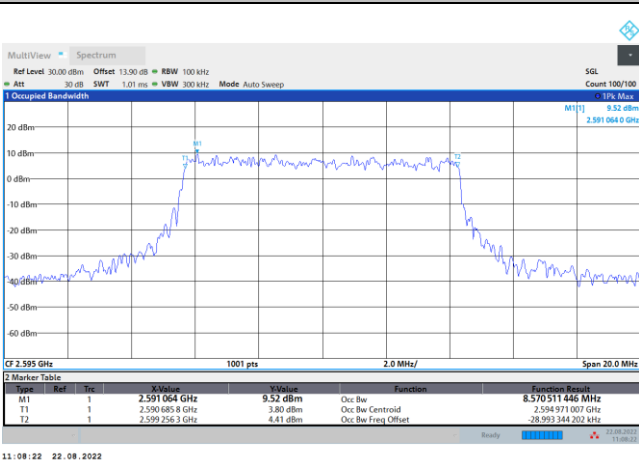 MultiView Spectrum
Ref Level 30.00 dBm Offset 13.90 dB RBW 100 kHz SGL
Att 30 dB SWT 1.01 ms VBW 300 kHz Mode Auto Sweep Count 100/100
1 Occupied Bandwidth 1Pk Max
M1[1] 9.52 dBm
2.591 064 0 GHz
20 dBm
M1
10 dBm
T1
T2
0 dBm
-10 dBm
-20 dBm
-30 dBm
-40 dBm
-50 dBm
-60 dBm
CF 2.595 GHz 1001 pts 2.0 MHz/ Span 20.0 MHz
2 Marker Table
Type Ref Trc X-Value Y-Value Function Function Result
M1 1 2.591 064 GHz 9.52 dBm Occ Bw 8.570 511 446 MHz
T1 1 2.590 685 8 GHz 3.80 dBm Occ Bw Centroid 2.594 971 007 GHz
T2 1 2.599 256 3 GHz 4.41 dBm Occ Bw Freq Offset -28.993 344 202 kHz
Ready 22.08.2022
11:08:22
11:08:22 22.08.2022